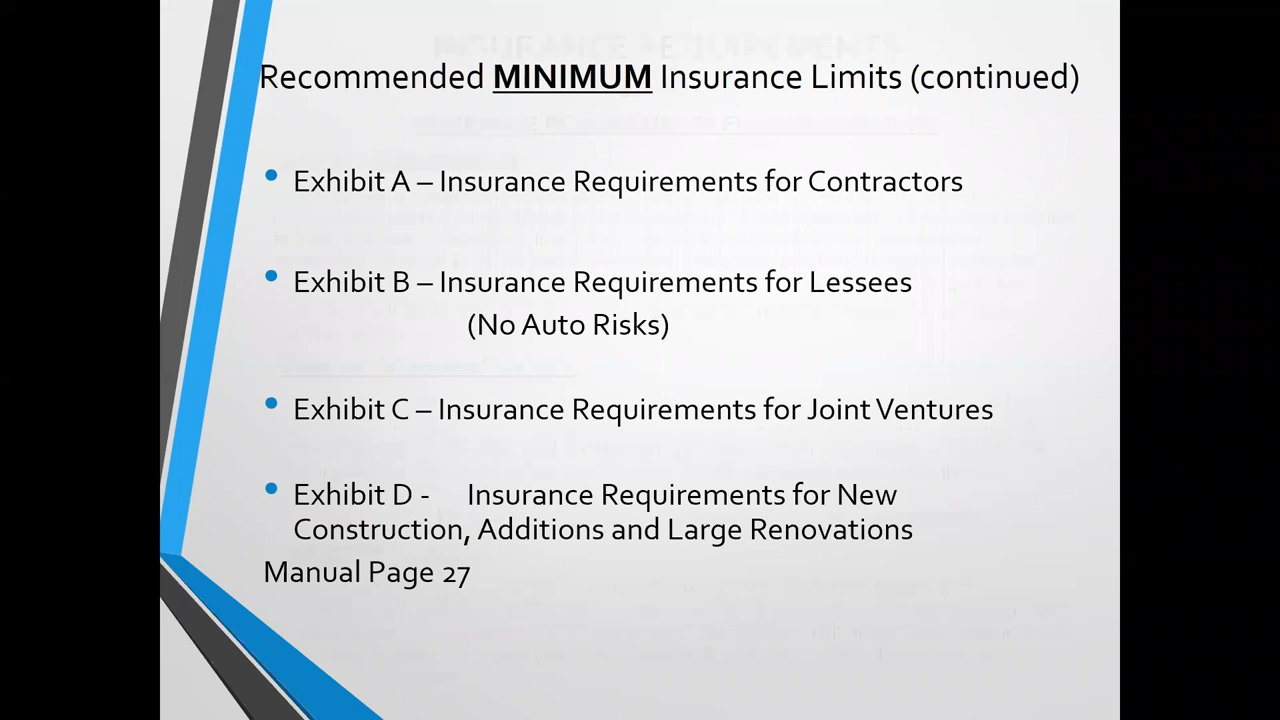 Recommended MINIMUM Insurance Limits (continued)
• Exhibit A – Insurance Requirements for Contractors
• Exhibit B – Insurance Requirements for Lessees
(No Auto Risks)
• Exhibit C – Insurance Requirements for Joint Ventures
• Exhibit D - Insurance Requirements for New
Construction, Additions and Large Renovations
Manual Page 27